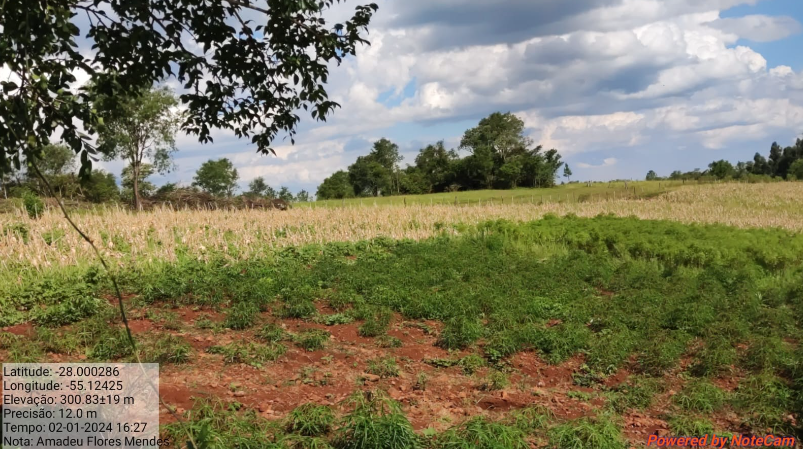 Latitude: -28.000286
Longitude: -55.12425
Elevação: 300.83±19 m
Precisão: 12.0 m
Tempo: 02-01-2024 16:27
Nota: Amadeu Flores Mendes
Powered by NoteCam